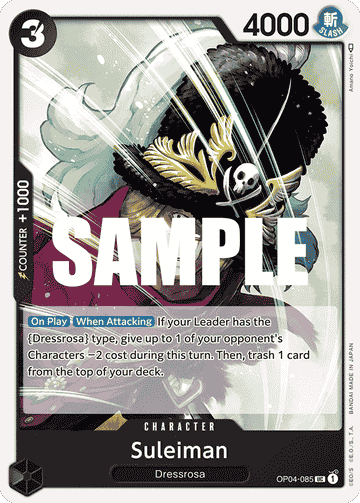 3
4000
斬
SLASH
Amano Yoichi
COUNTER +1000
SAMPLE
On Play When Attacking If your Leader has the
{Dressrosa} type, give up to 1 of your opponent's
Characters −2 cost during this turn. Then, trash 1 card
from the top of your deck.
CHARACTER
Suleiman
Dressrosa
OP04-085 UC 1
©E.O./S. ©E.O./S., T.A. BANDAI MADE IN JAPAN